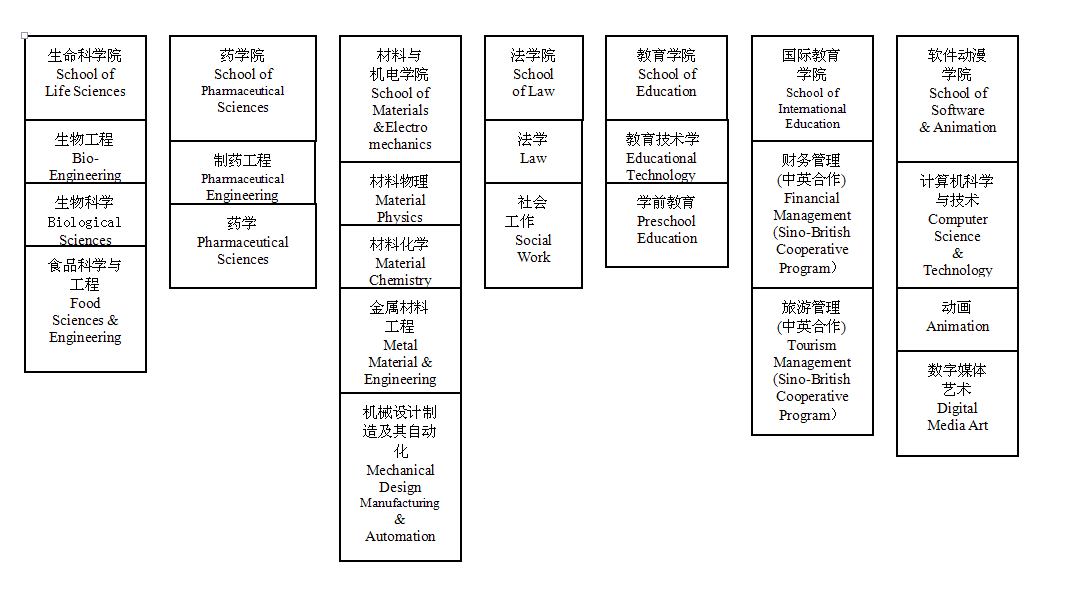 生命科学院
School of
Life Sciences
生物工程
Bio-
Engineering
生物科学
Biological
Sciences
食品科学与
工程
Food
Sciences &
Engineering
药学院
School of
Pharmaceutical
Sciences
制药工程
Pharmaceutical
Engineering
药学
Pharmaceutical
Sciences
材料与
机电学院
School of
Materials
&Electro
mechanics
材料物理
Material
Physics
材料化学
Material
Chemistry
金属材料
工程
Metal
Material &
Engineering
机械设计制
造及其自动
化
Mechanical
Design
Manufacturing
&
Automation
法学院
School
of Law
法学
Law
社会
工作
Social
Work
教育学院
School of
Education
教育技术学
Educational
Technology
学前教育
Preschool
Education
国际教育
学院
School of
International
Education
财务管理
(中英合作)
Financial
Management
(Sino-British
Cooperative
Program）
旅游管理
(中英合作)
Tourism
Management
(Sino-British
Cooperative
Program）
软件动漫
学院
School of
Software
& Animation
计算机科学
与技术
Computer
Science
&
Technology
动画
Animation
数字媒体
艺术
Digital
Media Art